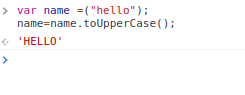 var name =("hello");
name=name.toUpperCase();
'HELLO'